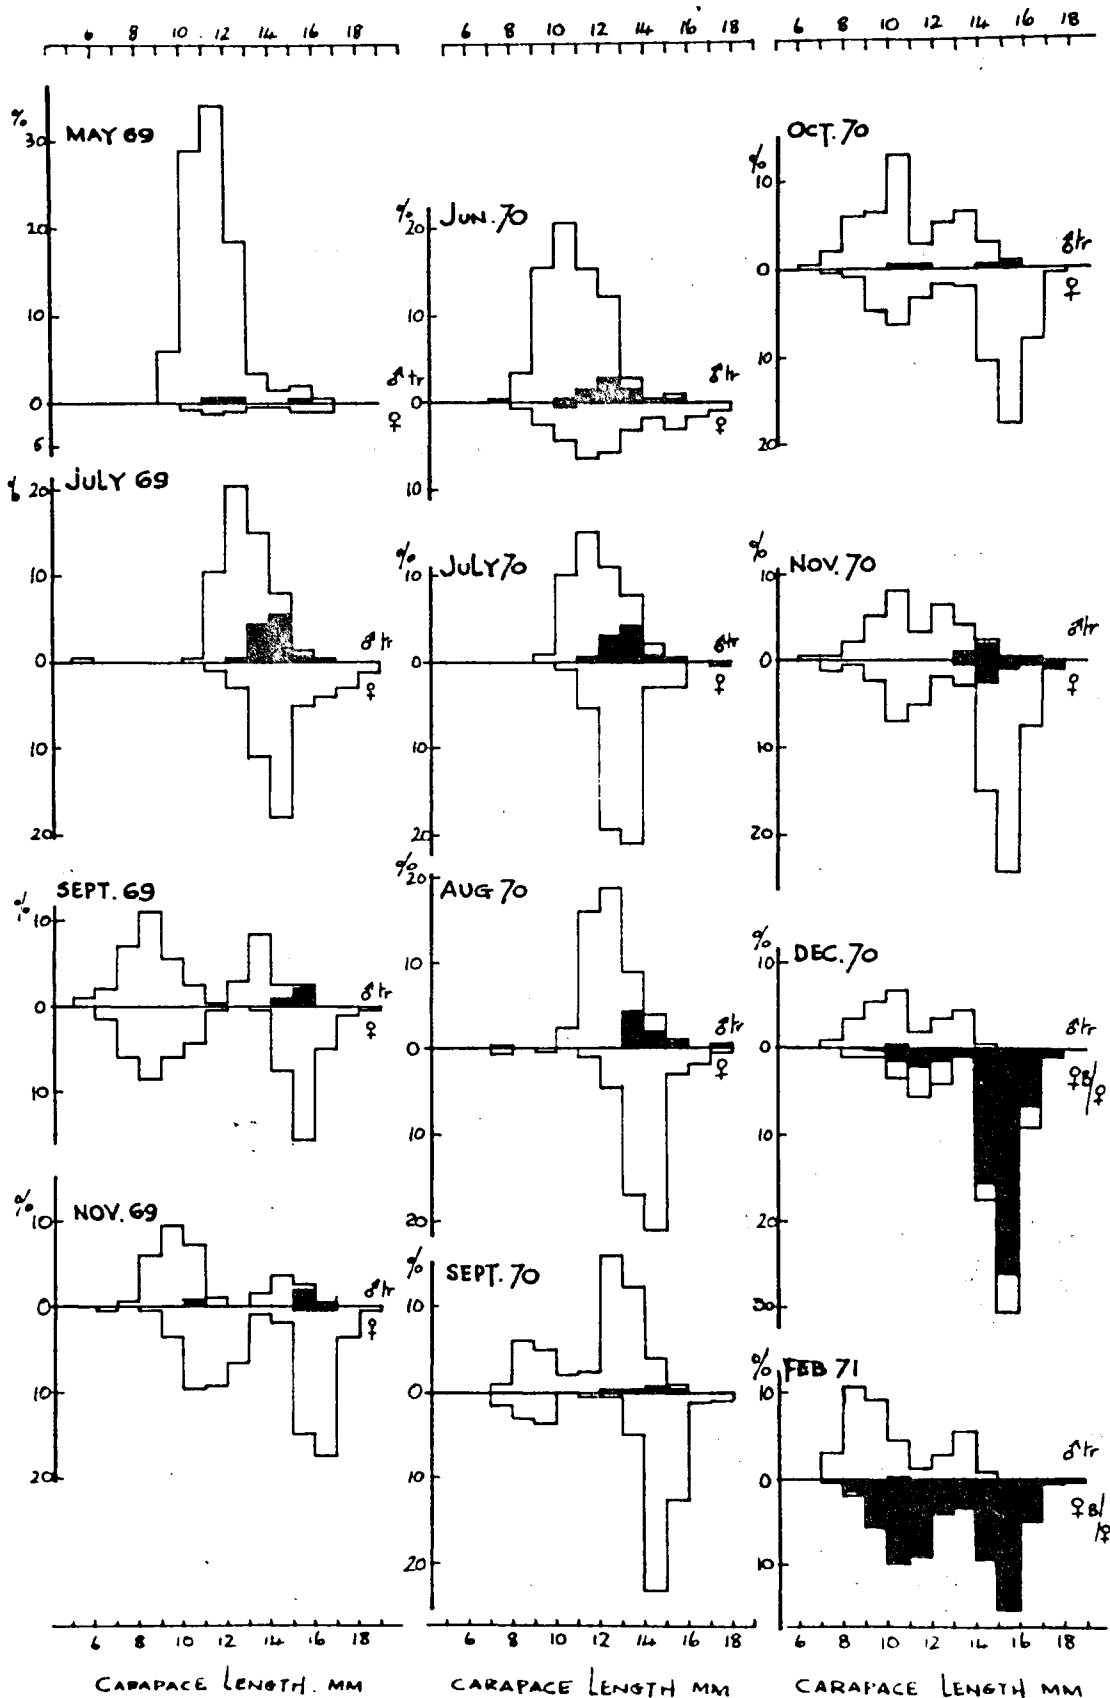 6 8 10 12 14 16 18
6 8 10 12 14 16 18
6 8 10 12 14 16 18
%
MAY 69
30
20
10
0
6
♂ tr
♀
%
JULY 69
20
10
0
10
20
♂ tr
♀
%
SEPT. 69
10
0
10
♂ tr
♀
%
NOV. 69
10
0
10
20
♂ tr
♀
6 8 10 12 14 16 18
CARAPACE LENGTH. MM
%
JUN. 70
20
10
0
10
♂ tr
♀
%
JULY 70
10
0
10
20
♂ tr
♀
%
AUG 70
20
10
0
10
20
♂ tr
♀
%
SEPT. 70
10
0
10
20
6 8 10 12 14 16 18
CARAPACE LENGTH MM
OCT. 70
%
10
0
10
20
♂ tr
♀
%
NOV. 70
10
0
10
20
♂ tr
♀
%
DEC. 70
10
0
10
20
30
♂ tr
♀B/♀
%
FEB 71
10
0
10
♂ tr
♀B/
/♀
6 8 10 12 14 16 18
CARAPACE LENGTH MM